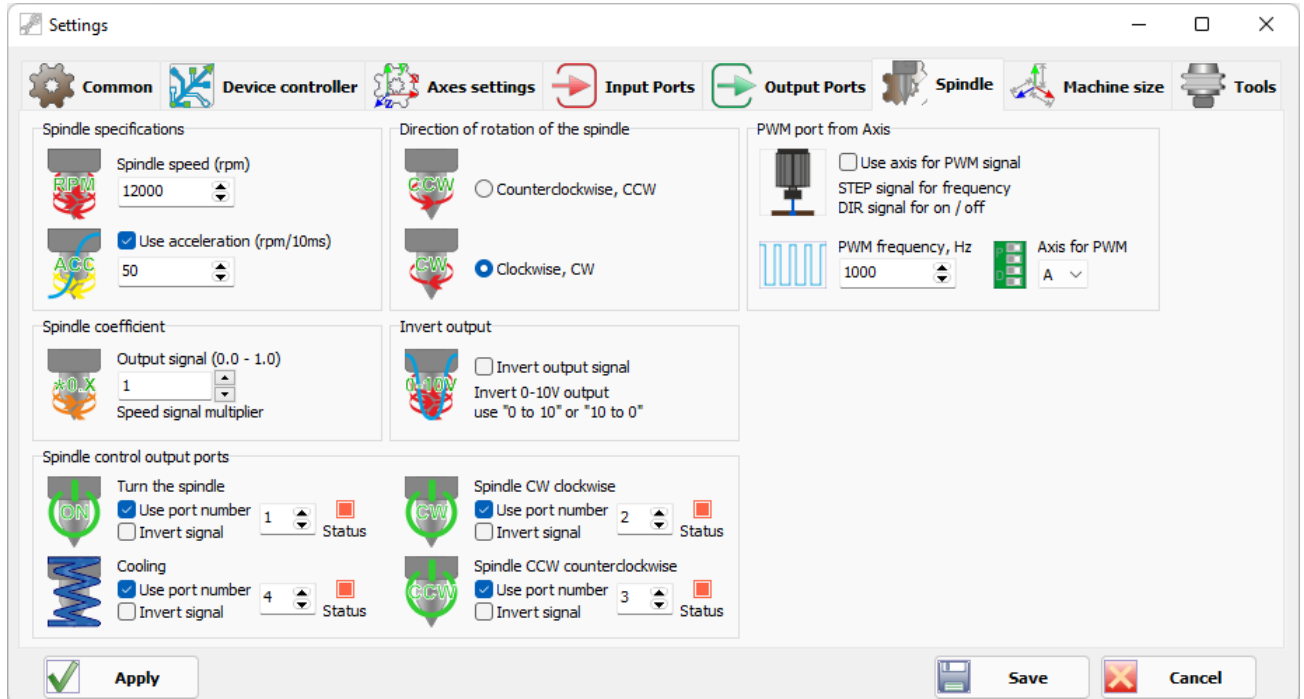 Settings
Common
Device controller
Axes settings
Input Ports
Output Ports
Spindle
Machine size
Tools
Spindle specifications
RPM
Spindle speed (rpm)
12000
ACC
Use acceleration (rpm/10ms)
50
Direction of rotation of the spindle
CCW
Counterclockwise, CCW
CW
Clockwise, CW
PWM port from Axis
Use axis for PWM signal
STEP signal for frequency
DIR signal for on / off
PWM frequency, Hz
1000
P
D
Axis for PWM
A
Spindle coefficient
*0.X
Output signal (0.0 - 1.0)
1
Speed signal multiplier
Invert output
0-10V
Invert output signal
Invert 0-10V output
use "0 to 10" or "10 to 0"
Spindle control output ports
ON
Turn the spindle
Use port number
1
Invert signal
Status
CW
Spindle CW clockwise
Use port number
2
Invert signal
Status
Cooling
Use port number
4
Invert signal
Status
CCW
Spindle CCW counterclockwise
Use port number
3
Invert signal
Status
Apply
Save
Cancel